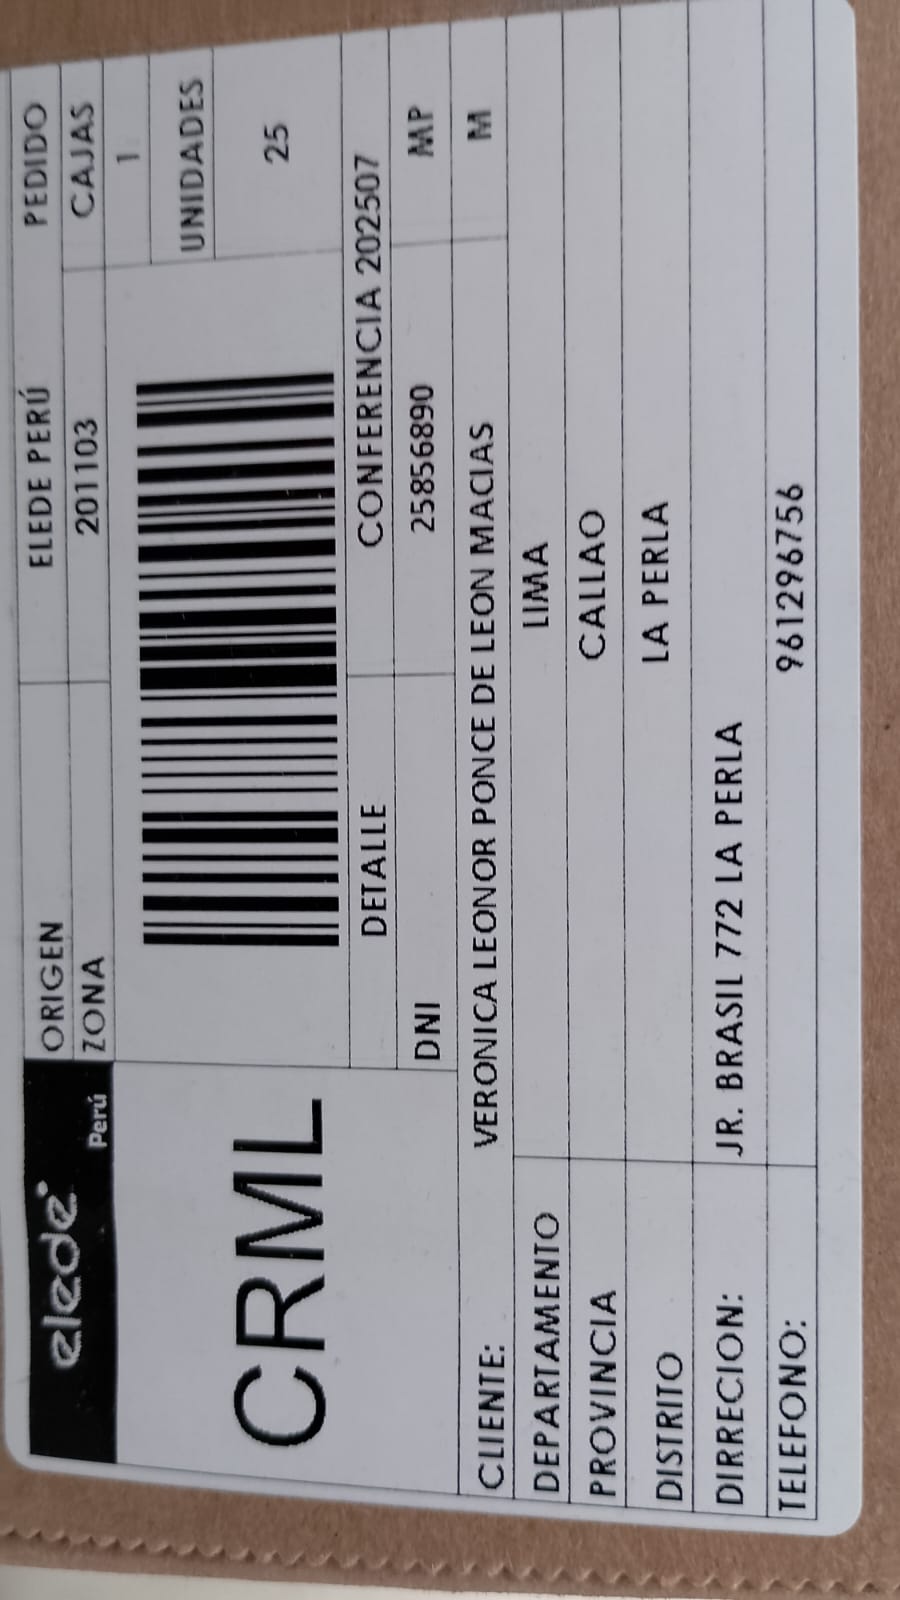 elede Perú
ORIGEN ELEDE PERÚ PEDIDO
ZONA 201103 CAJAS
1
UNIDADES
25
CRML
DETALLE CONFERENCIA 202507
DNI 25856890 MP
CLIENTE: VERONICA LEONOR PONCE DE LEON MACIAS M
DEPARTAMENTO LIMA
PROVINCIA CALLAO
DISTRITO LA PERLA
DIRRECION: JR. BRASIL 772 LA PERLA
TELEFONO: 961296756